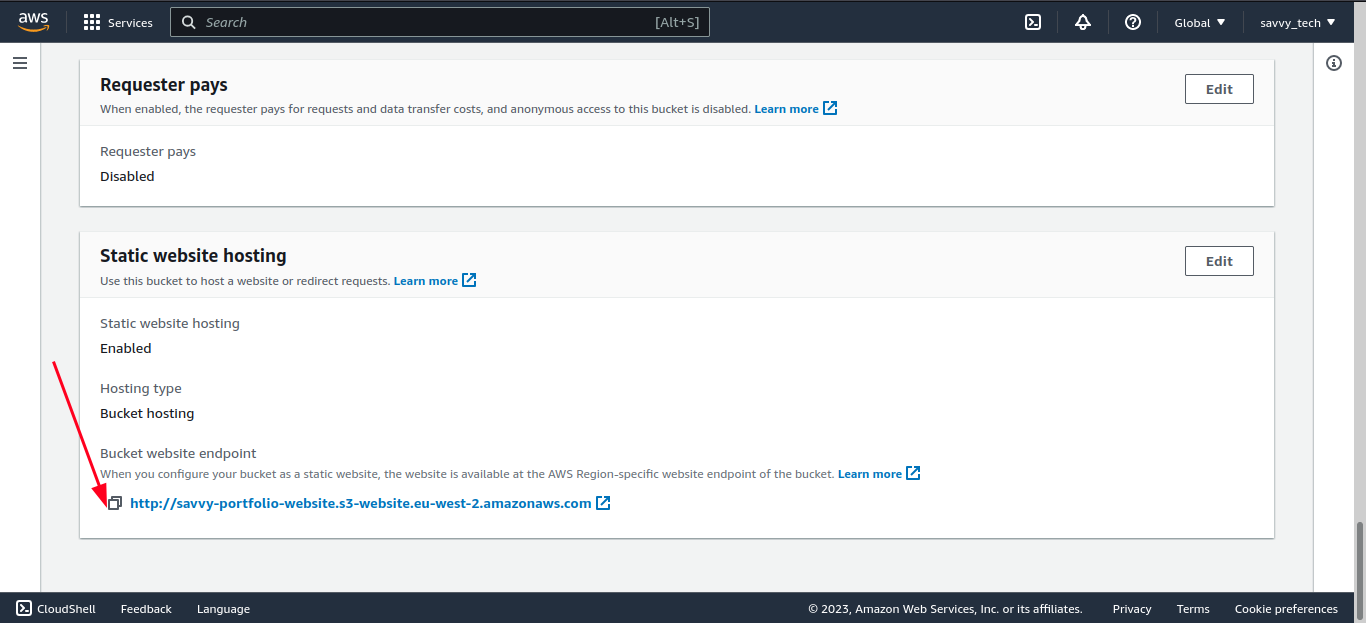 aws Services Search [Alt+S] Global savvy_tech
Requester pays
Edit
When enabled, the requester pays for requests and data transfer costs, and anonymous access to this bucket is disabled. Learn more
Requester pays
Disabled
Static website hosting
Edit
Use this bucket to host a website or redirect requests. Learn more
Static website hosting
Enabled
Hosting type
Bucket hosting
Bucket website endpoint
When you configure your bucket as a static website, the website is available at the AWS Region-specific website endpoint of the bucket. Learn more
http://savvy-portfolio-website.s3-website.eu-west-2.amazonaws.com
CloudShell Feedback Language © 2023, Amazon Web Services, Inc. or its affiliates. Privacy Terms Cookie preferences